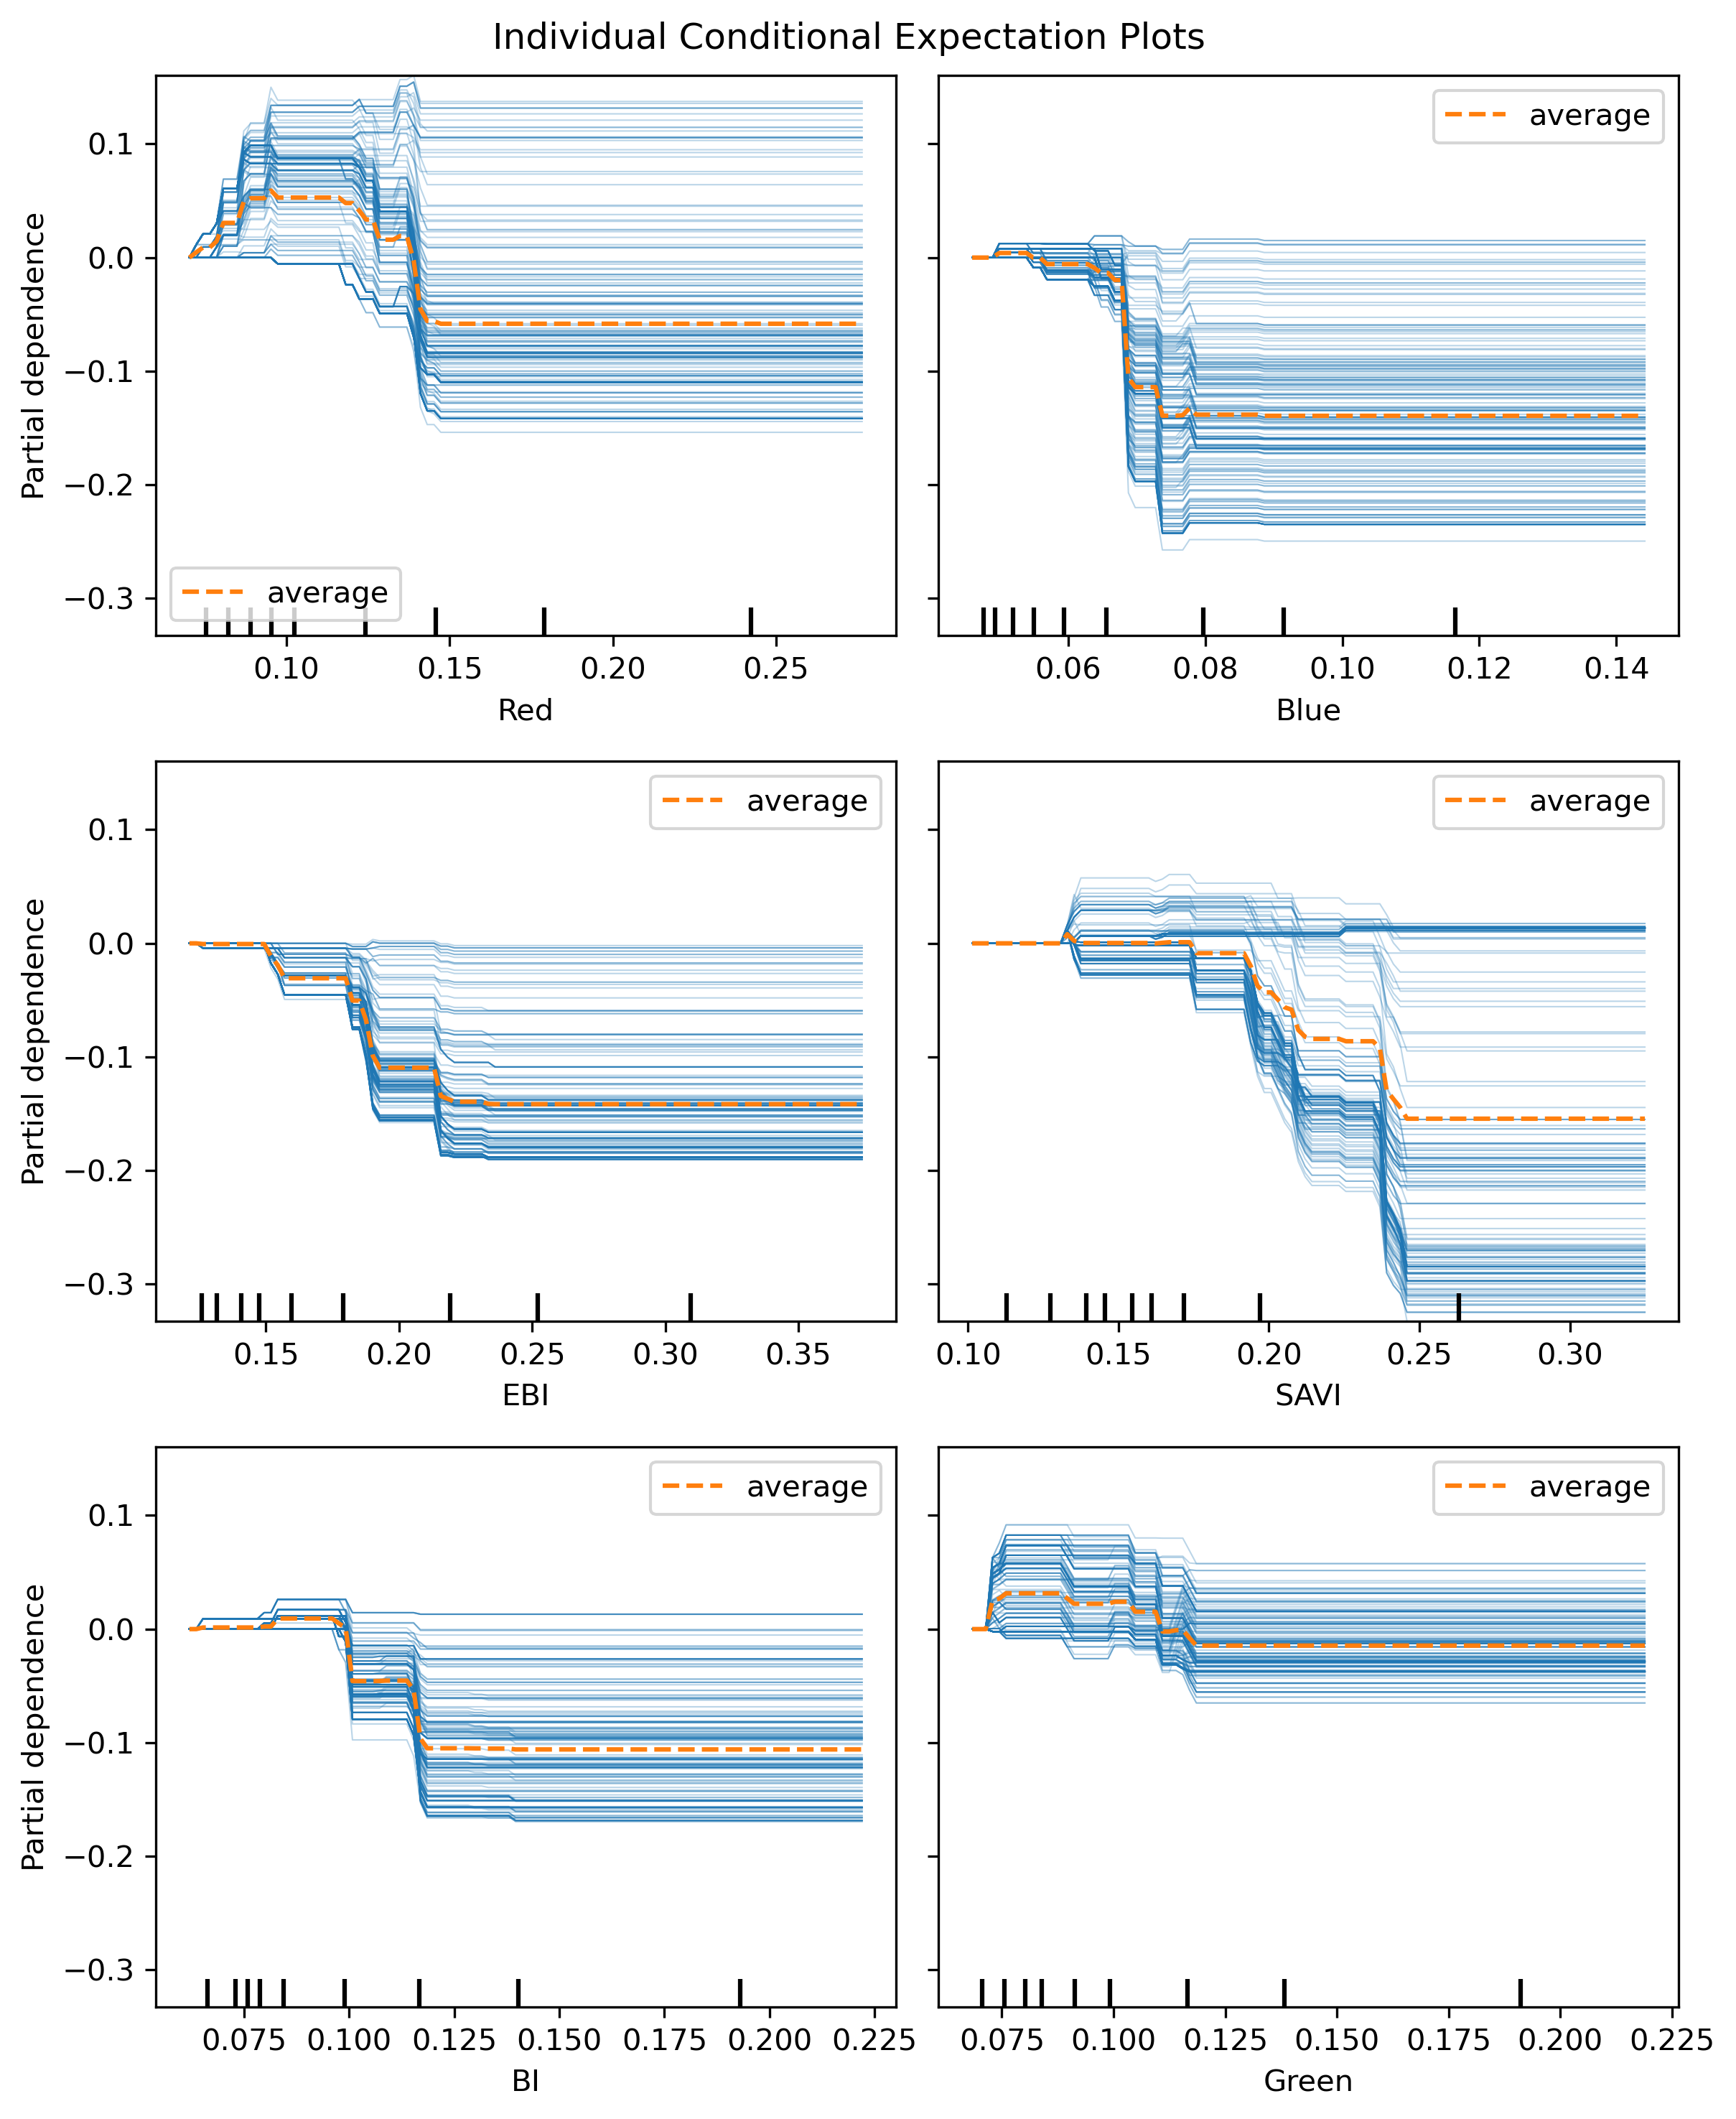 Individual Conditional Expectation Plots
Partial dependence
0.1
0.0
−0.1
−0.2
−0.3
average
0.10 0.15 0.20 0.25
Red
average
0.06 0.08 0.10 0.12 0.14
Blue
Partial dependence
0.1
0.0
−0.1
−0.2
−0.3
average
0.15 0.20 0.25 0.30 0.35
EBI
average
0.10 0.15 0.20 0.25 0.30
SAVI
Partial dependence
0.1
0.0
−0.1
−0.2
−0.3
average
0.075 0.100 0.125 0.150 0.175 0.200 0.225
BI
average
0.075 0.100 0.125 0.150 0.175 0.200 0.225
Green